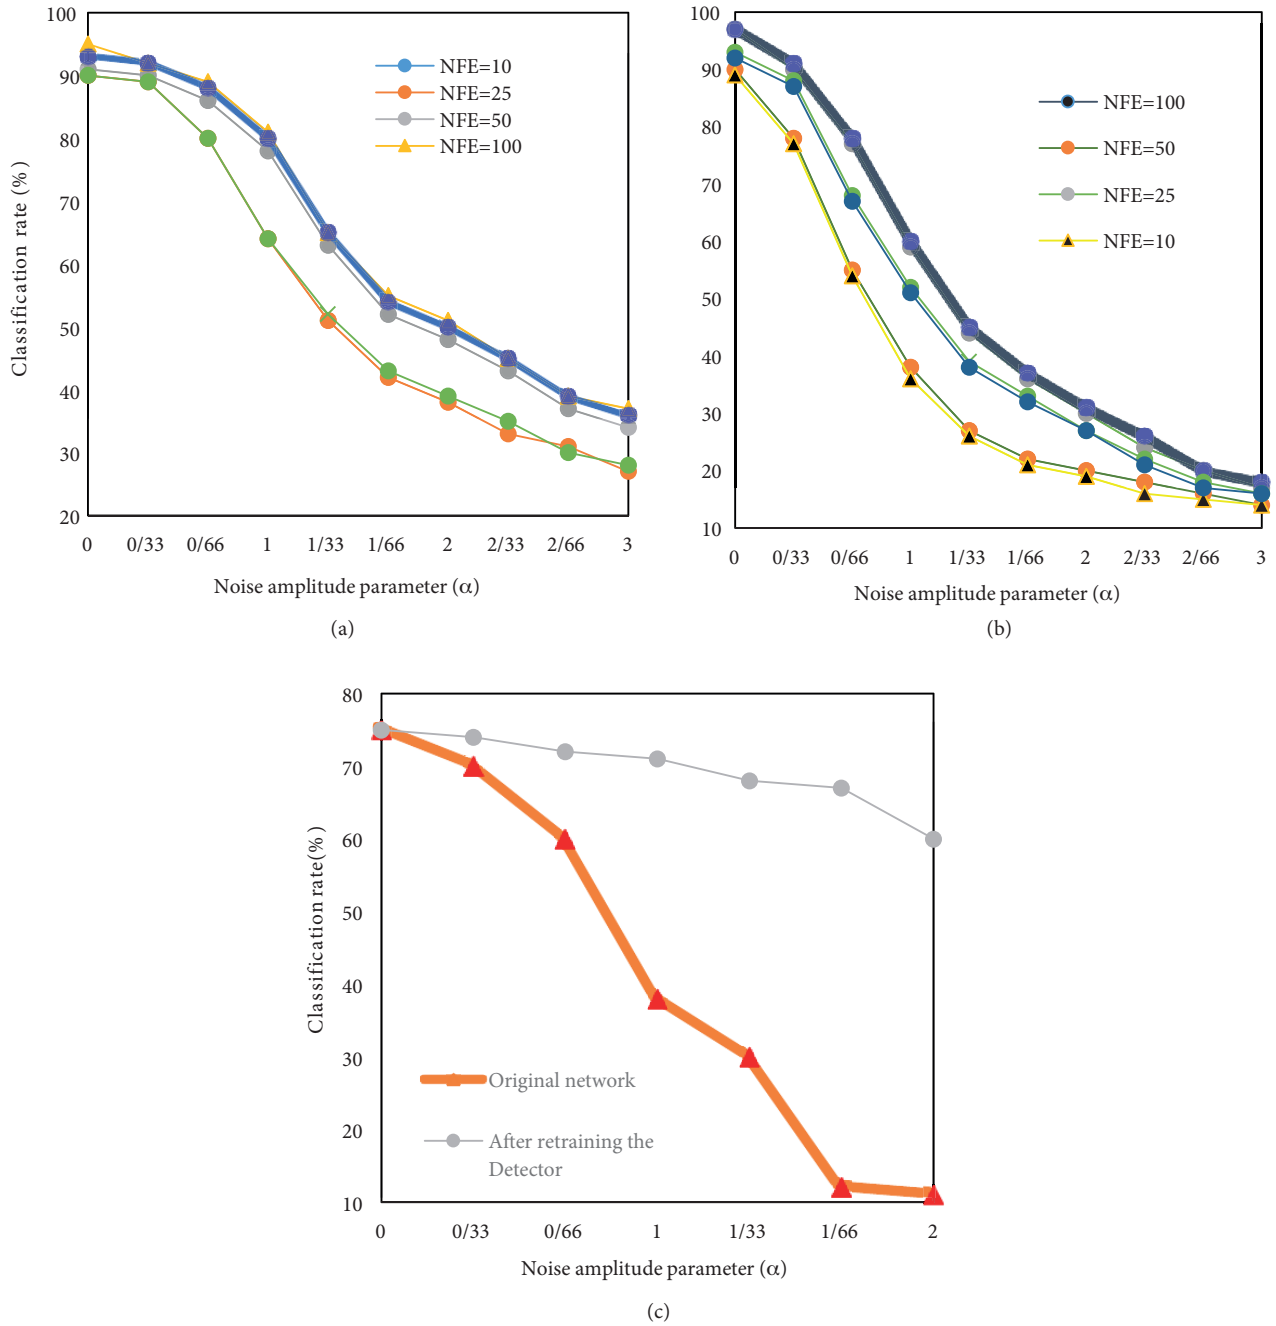 100
90
80
70
60
50
40
30
20
Classification rate (%)
NFE=10
NFE=25
NFE=50
NFE=100
0 0/33 0/66 1 1/33 1/66 2 2/33 2/66 3
Noise amplitude parameter (α)
(a)
100
90
80
70
60
50
40
30
20
10
NFE=100
NFE=50
NFE=25
NFE=10
0 0/33 0/66 1 1/33 1/66 2 2/33 2/66 3
Noise amplitude parameter (α)
(b)
80
70
60
50
40
30
20
10
Classification rate(%)
Original network
After retraining the
Detector
0 0/33 0/66 1 1/33 1/66 2
Noise amplitude parameter (α)
(c)